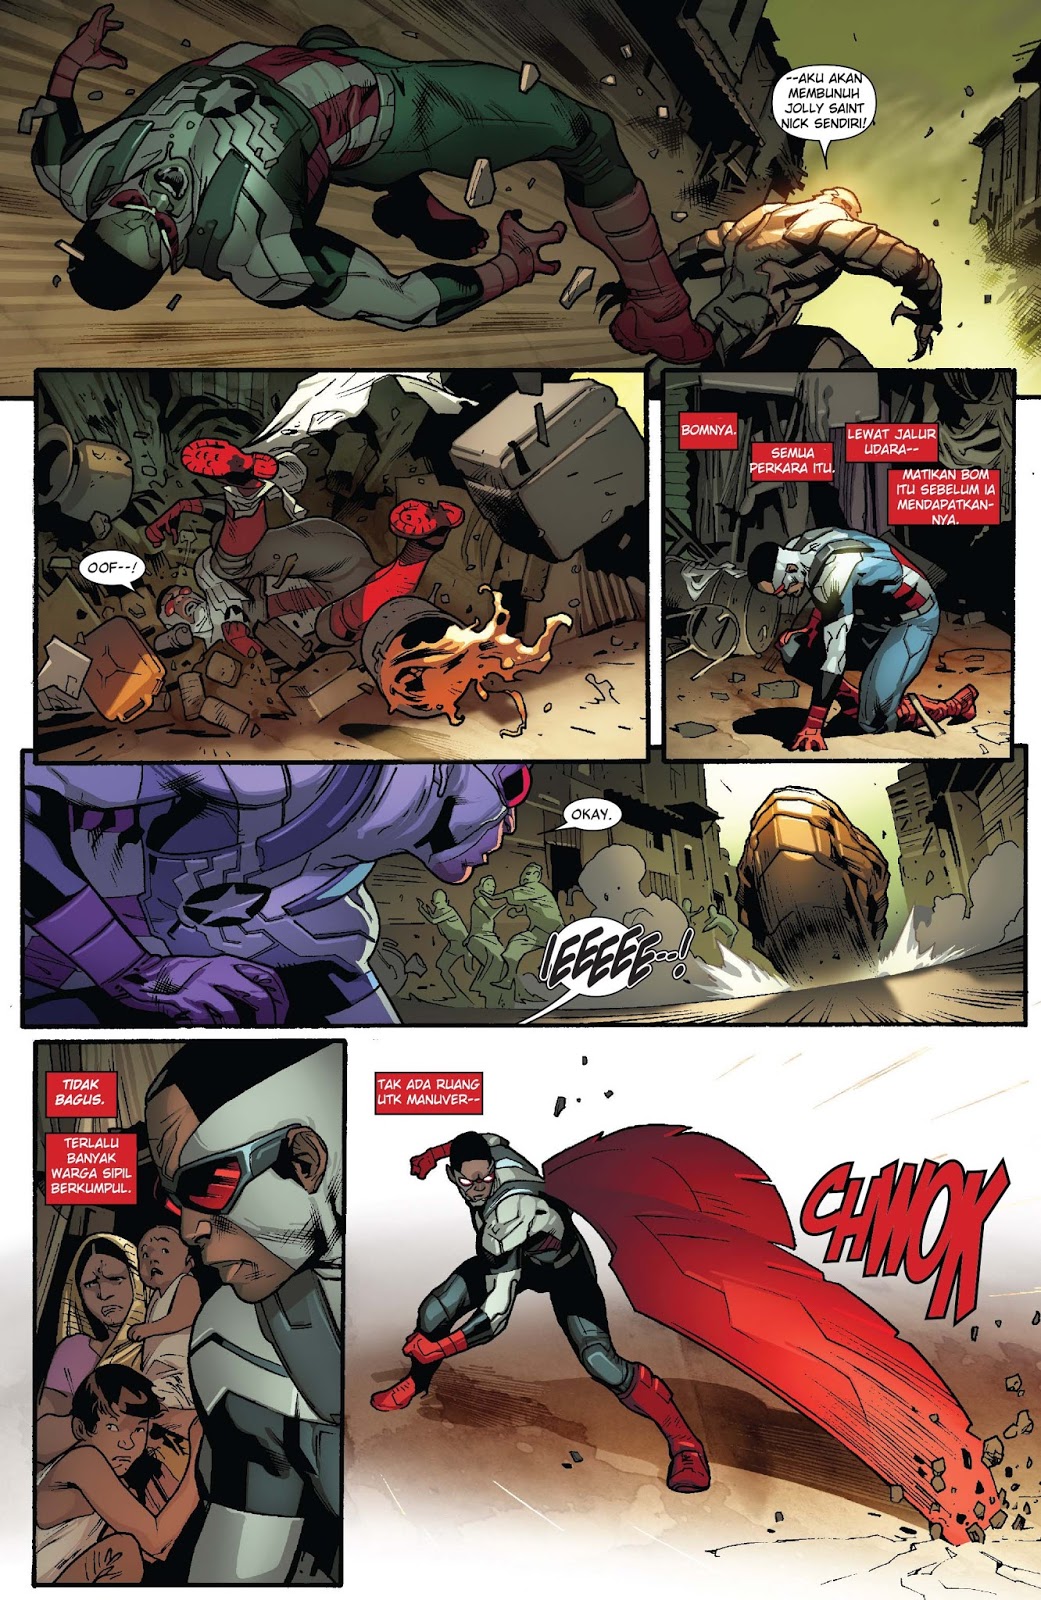 --AKU AKAN
MEMBUNUH
JOLLY SAINT
NICK SENDIRI!
OOF--!
BOMNYA.
SEMUA
PERKARA ITU.
LEWAT JALUR
UDARA--
MATIKAN BOM
ITU SEBELUM IA
MENDAPATKAN-
NYA.
OKAY.
IEEEEE--!
TIDAK
BAGUS.
TERLALU
BANYAK
WARGA SIPIL
BERKUMPUL.
TAK ADA RUANG
UTK MANUVER--
CHWOK